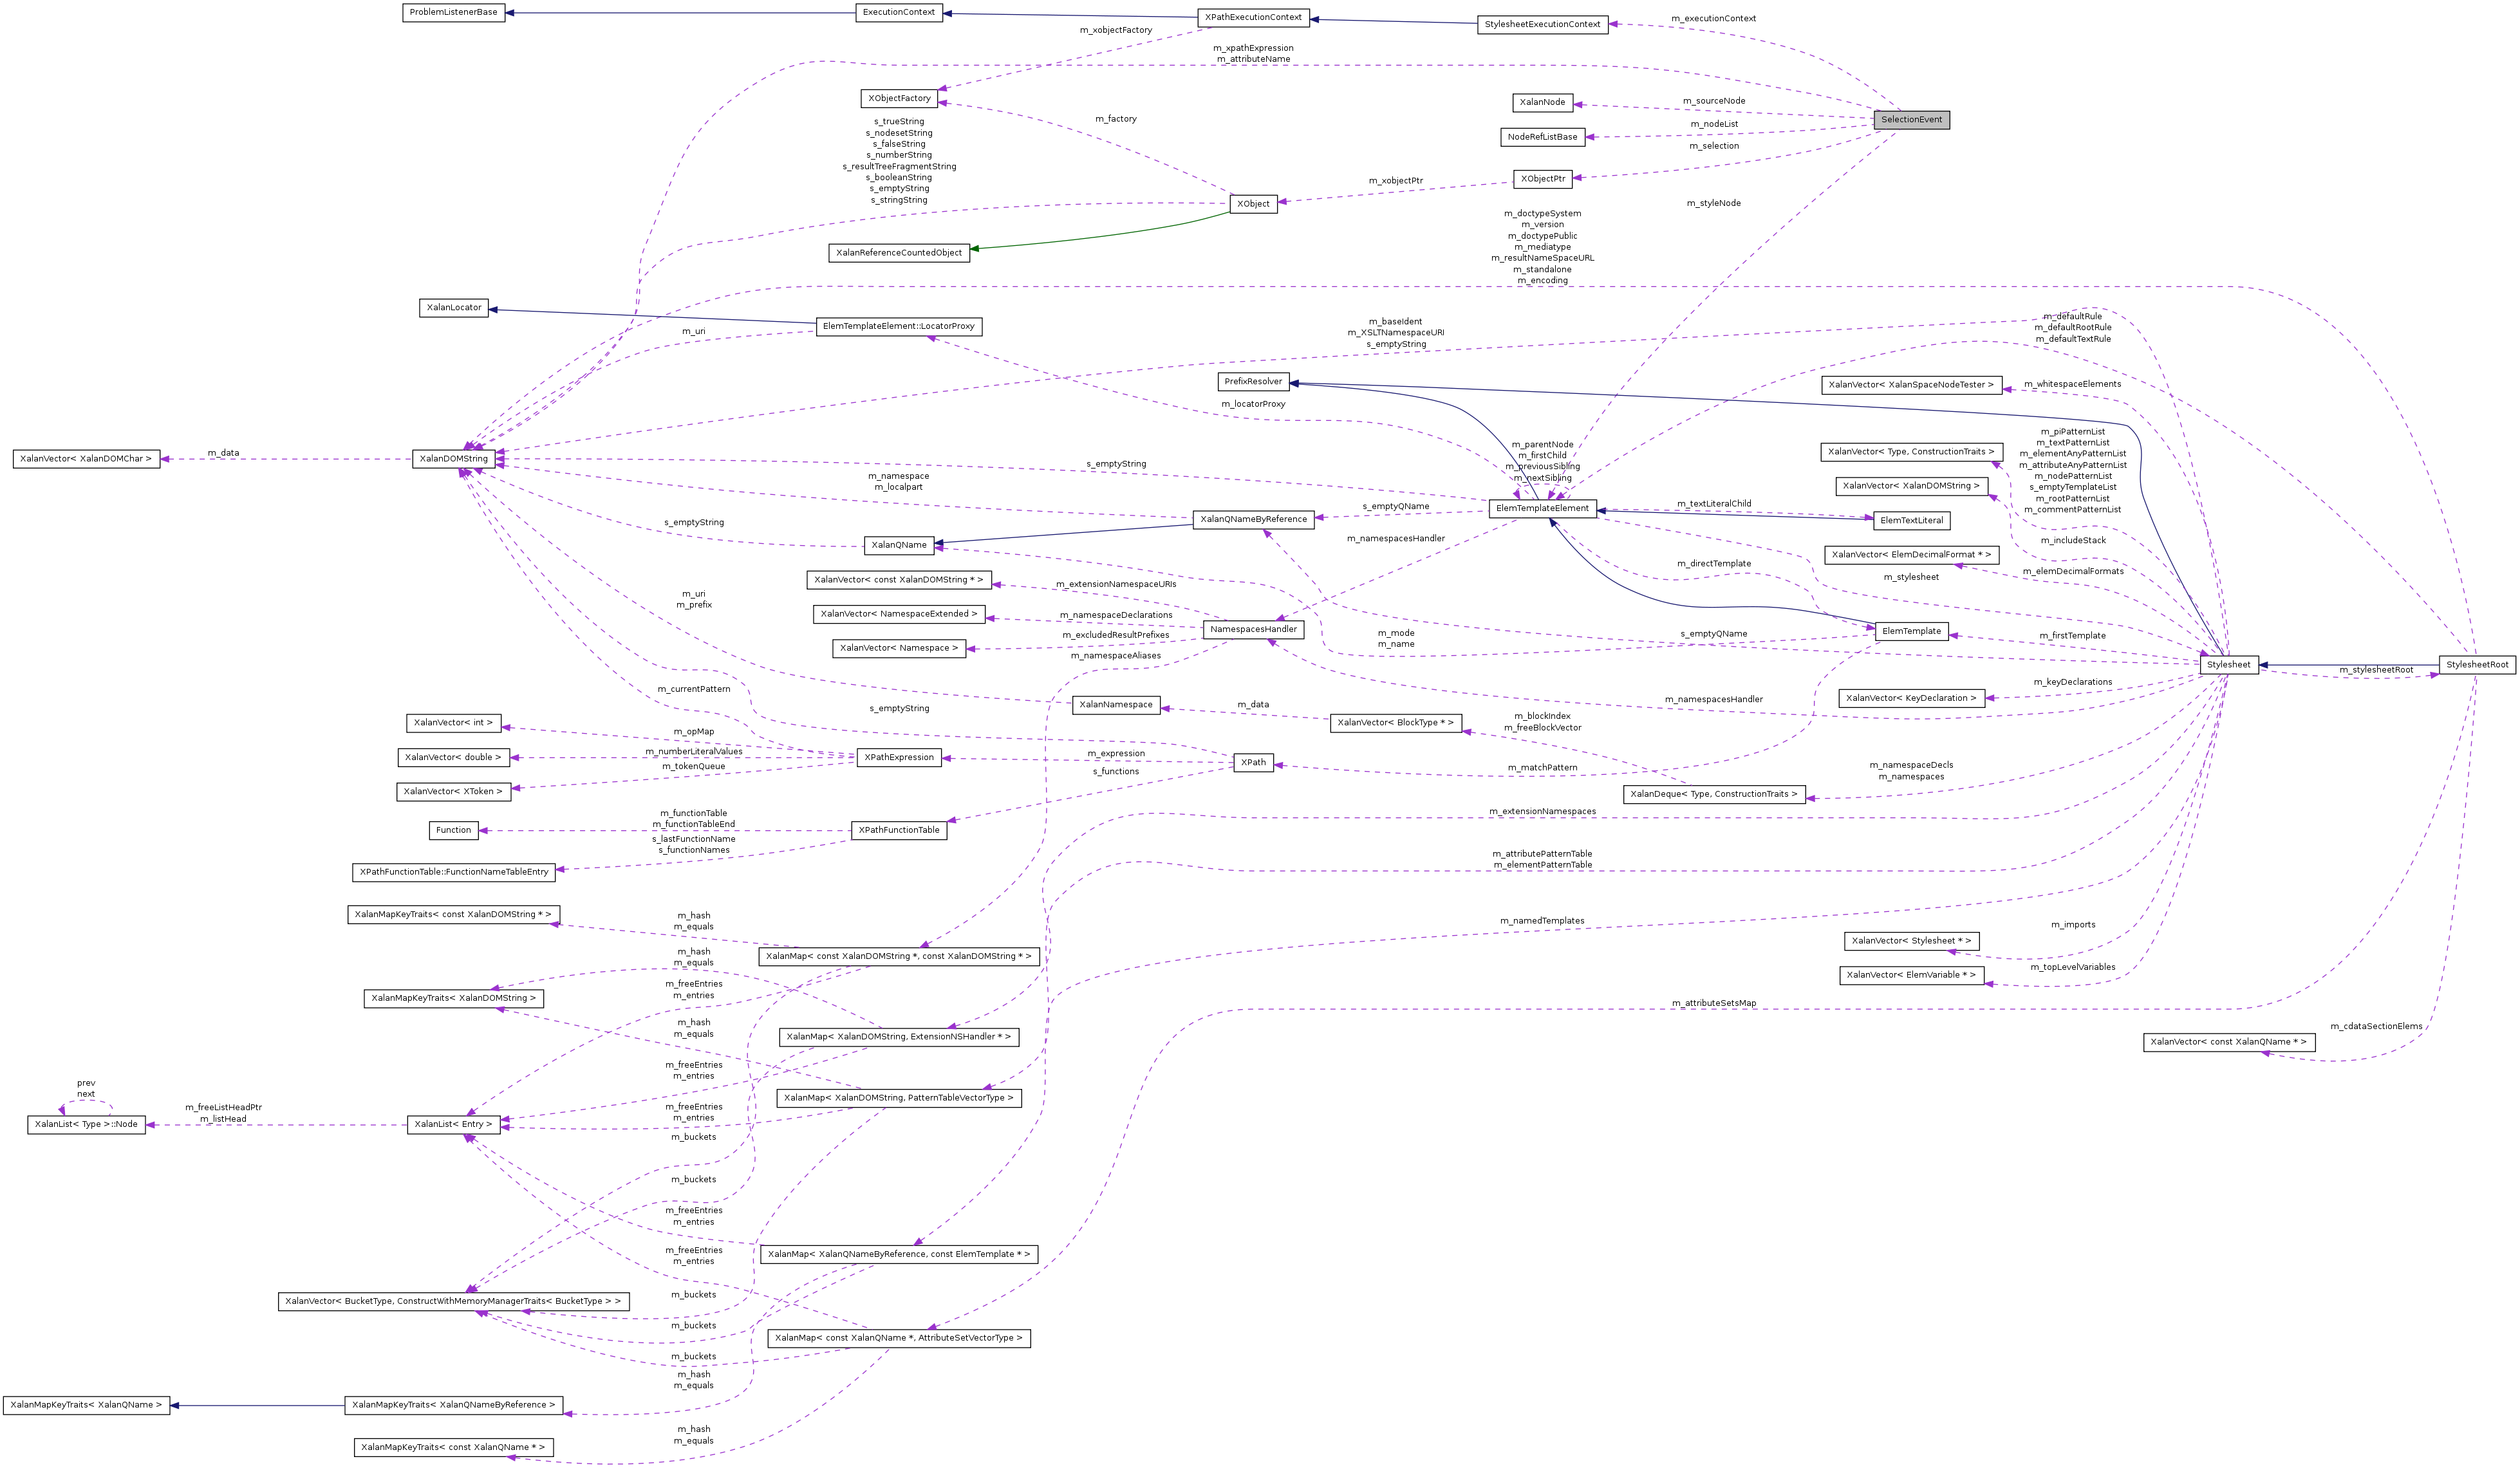 ProblemListenerBase
ExecutionContext
XPathExecutionContext
StylesheetExecutionContext
m_executionContext
m_xobjectFactory
m_xpathExpression
m_attributeName
XObjectFactory
XalanNode
m_sourceNode
SelectionEvent
s_trueString
s_nodesetString
s_falseString
s_numberString
s_resultTreeFragmentString
s_booleanString
s_emptyString
s_stringString
m_factory
NodeRefListBase
m_nodeList
m_selection
m_xobjectPtr
XObjectPtr
XObject
m_styleNode
XalanReferenceCountedObject
m_doctypeSystem
m_version
m_doctypePublic
m_mediatype
m_resultNameSpaceURL
m_standalone
m_encoding
XalanLocator
ElemTemplateElement::LocatorProxy
m_uri
m_baseIdent
m_XSLTNamespaceURI
s_emptyString
m_defaultRule
m_defaultRootRule
m_defaultTextRule
PrefixResolver
XalanVector< XalanSpaceNodeTester >
m_whitespaceElements
m_locatorProxy
XalanVector< XalanDOMChar >
m_data
XalanDOMString
s_emptyString
m_parentNode
m_firstChild
m_previousSibling
m_nextSibling
XalanVector< Type, ConstructionTraits >
m_piPatternList
m_textPatternList
m_elementAnyPatternList
m_attributeAnyPatternList
m_nodePatternList
s_emptyTemplateList
m_rootPatternList
m_commentPatternList
m_namespace
m_localpart
XalanVector< XalanDOMString >
ElemTemplateElement
m_textLiteralChild
ElemTextLiteral
s_emptyString
XalanQNameByReference
s_emptyQName
XalanQName
m_namespacesHandler
m_includeStack
XalanVector< ElemDecimalFormat * >
m_elemDecimalFormats
m_directTemplate
m_stylesheet
XalanVector< const XalanDOMString * >
m_extensionNamespaceURIs
m_uri
m_prefix
XalanVector< NamespaceExtended >
m_namespaceDeclarations
NamespacesHandler
XalanVector< Namespace >
m_excludedResultPrefixes
m_mode
m_name
s_emptyQName
ElemTemplate
m_firstTemplate
m_namespaceAliases
Stylesheet
m_stylesheetRoot
StylesheetRoot
m_currentPattern
s_emptyString
XalanNamespace
m_data
m_namespacesHandler
XalanVector< KeyDeclaration >
m_keyDeclarations
XalanVector< int >
m_opMap
XalanVector< BlockType * >
m_blockIndex
m_freeBlockVector
XalanVector< double >
m_numberLiteralValues
XPathExpression
m_expression
XPath
m_matchPattern
m_namespaceDecls
m_namespaces
XalanVector< XToken >
m_tokenQueue
s_functions
XalanDeque< Type, ConstructionTraits >
m_extensionNamespaces
Function
m_functionTable
m_functionTableEnd
XPathFunctionTable
s_lastFunctionName
s_functionNames
XPathFunctionTable::FunctionNameTableEntry
m_attributePatternTable
m_elementPatternTable
XalanMapKeyTraits< const XalanDOMString * >
m_hash
m_equals
m_namedTemplates
m_imports
XalanVector< Stylesheet * >
XalanMap< const XalanDOMString *, const XalanDOMString * >
m_hash
m_equals
XalanVector< ElemVariable * >
m_topLevelVariables
XalanMapKeyTraits< XalanDOMString >
m_freeEntries
m_entries
m_attributeSetsMap
m_cdataSectionElems
m_hash
m_equals
XalanMap< XalanDOMString, ExtensionNSHandler * >
XalanVector< const XalanQName * >
m_freeEntries
m_entries
prev
next
XalanMap< XalanDOMString, PatternTableVectorType >
m_freeListHeadPtr
m_listHead
m_freeEntries
m_entries
XalanList< Type >::Node
XalanList< Entry >
m_buckets
m_buckets
m_freeEntries
m_entries
XalanMap< XalanQNameByReference, const ElemTemplate * >
m_freeEntries
m_entries
m_buckets
XalanVector< BucketType, ConstructWithMemoryManagerTraits< BucketType > >
m_buckets
XalanMap< const XalanQName *, AttributeSetVectorType >
m_buckets
m_hash
m_equals
XalanMapKeyTraits< XalanQName >
XalanMapKeyTraits< XalanQNameByReference >
m_hash
m_equals
XalanMapKeyTraits< const XalanQName * >